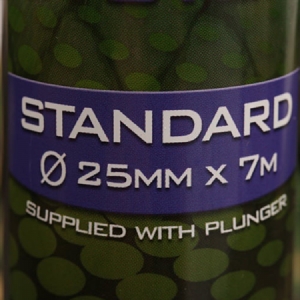 STANDARD
Ø 25MM X 7M
SUPPLIED WITH PLUNGER